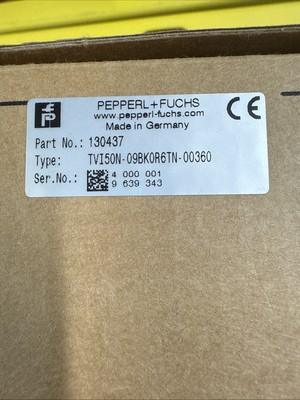 PEPPERL+FUCHS
www.pepperl-fuchs.com
Made in Germany
CE
Part No.: 130437
Type: TVI50N-09BK0R6TN-00360
Ser.No.: 4 000 001
9 639 343